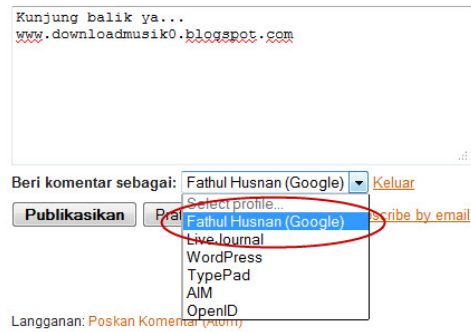 Kunjung balik ya...
www.downloadmusik0.blogspot.com
Beri komentar sebagai: Fathul Husnan (Google) Keluar
Select profile...
Publikasikan
Fathul Husnan (Google)
by email
LiveJournal
WordPress
TypePad
AIM
OpenID
Langganan: Poskan Komentar (Atom)